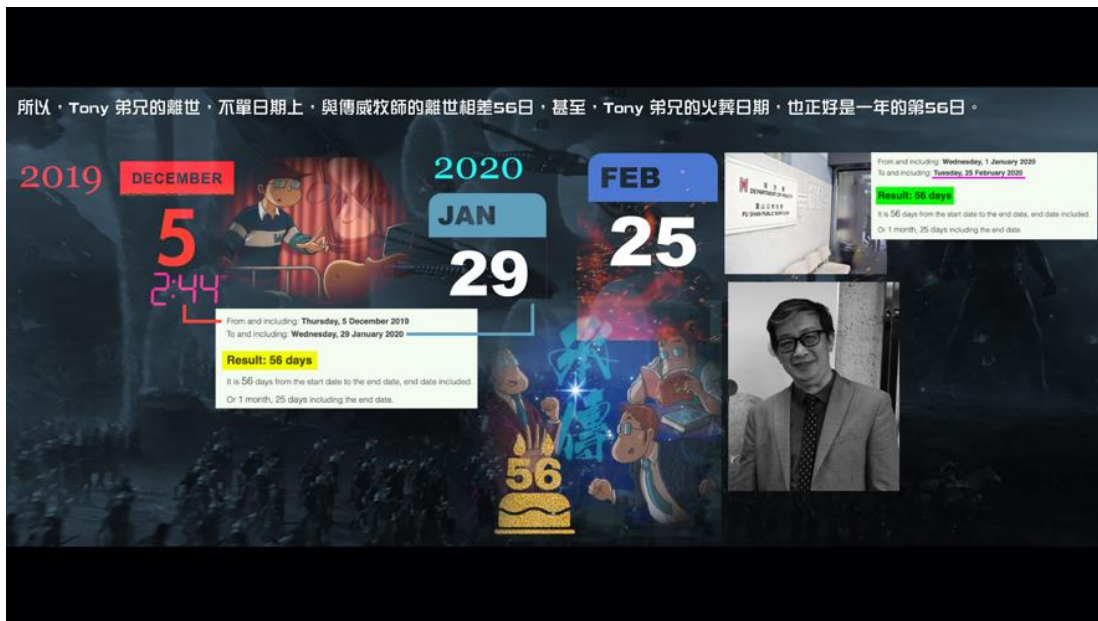 所以，Tony 弟兄的離世，不單日期上，與傳威牧師的離世相差56日，甚至，Tony 弟兄的火葬日期，也正好是一年的第56日。
2019
DECEMBER
5
2:44
From and including: Thursday, 5 December 2019
To and including: Wednesday, 29 January 2020
Result: 56 days
It is 56 days from the start date to the end date, end date included.
Or 1 month, 25 days including the end date.
2020
JAN
29
FEB
25
承傳
56
衞生署
DEPARTMENT OF HEALTH
FU SHAN PUBLIC MORTUARY
From and including: Wednesday, 1 January 2020
To and including: Tuesday, 25 February 2020
Result: 56 days
It is 56 days from the start date to the end date, end date included.
Or 1 month, 25 days including the end date.